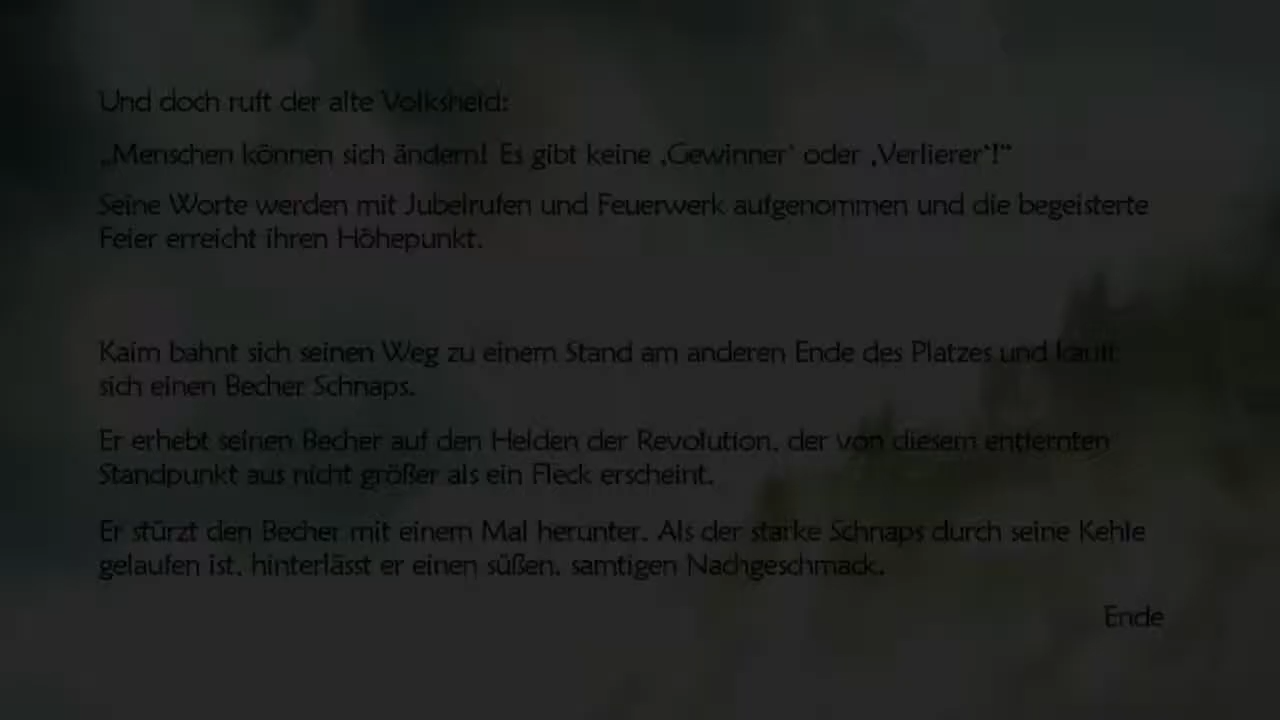 Und doch ruft der alte Volksheld:
„Menschen können sich ändern! Es gibt keine ‚Gewinner‘ oder ‚Verlierer‘!“
Seine Worte werden mit Jubelrufen und Feuerwerk aufgenommen und die begeisterte
Feier erreicht ihren Höhepunkt.
Kaim bahnt sich seinen Weg zu einem Stand am anderen Ende des Platzes und kauft
sich einen Becher Schnaps.
Er erhebt seinen Becher auf den Helden der Revolution, der von diesem entfernten
Standpunkt aus nicht größer als ein Fleck erscheint.
Er stürzt den Becher mit einem Mal herunter. Als der starke Schnaps durch seine Kehle
gelaufen ist, hinterlässt er einen süßen, samtigen Nachgeschmack.
Ende